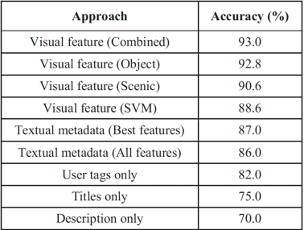 Approach Accuracy (%)
Visual feature (Combined) 93.0
Visual feature (Object) 92.8
Visual feature (Scenic) 90.6
Visual feature (SVM) 88.6
Textual metadata (Best features) 87.0
Textual metadata (All features) 86.0
User tags only 82.0
Titles only 75.0
Description only 70.0